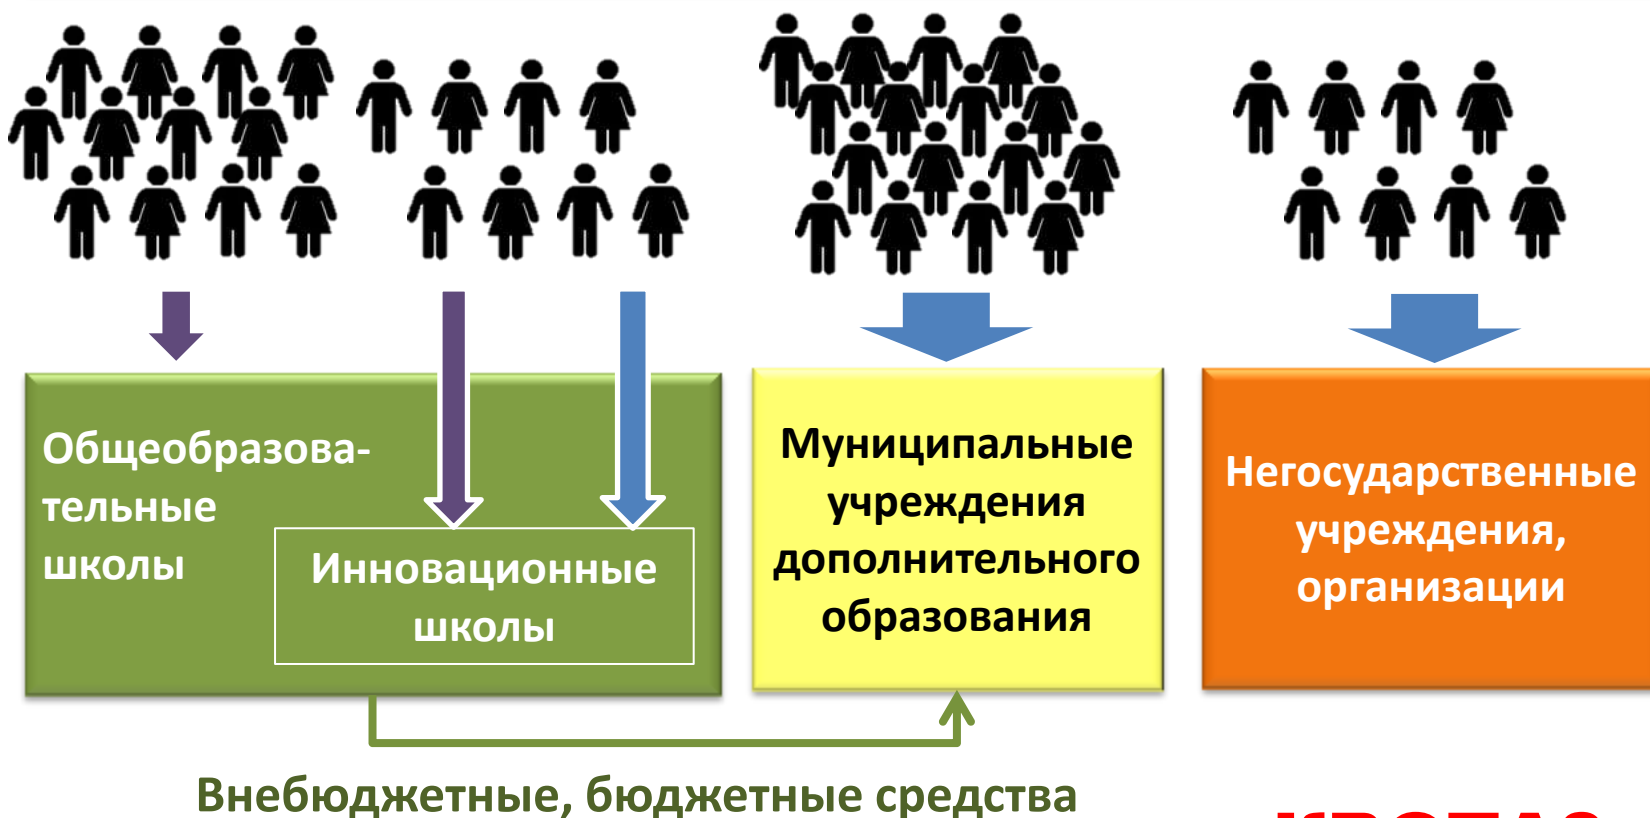 Общеобразова-
тельные
школы
Инновационные
школы
Муниципальные
учреждения
дополнительного
образования
Негосударственные
учреждения,
организации
Внебюджетные, бюджетные средства